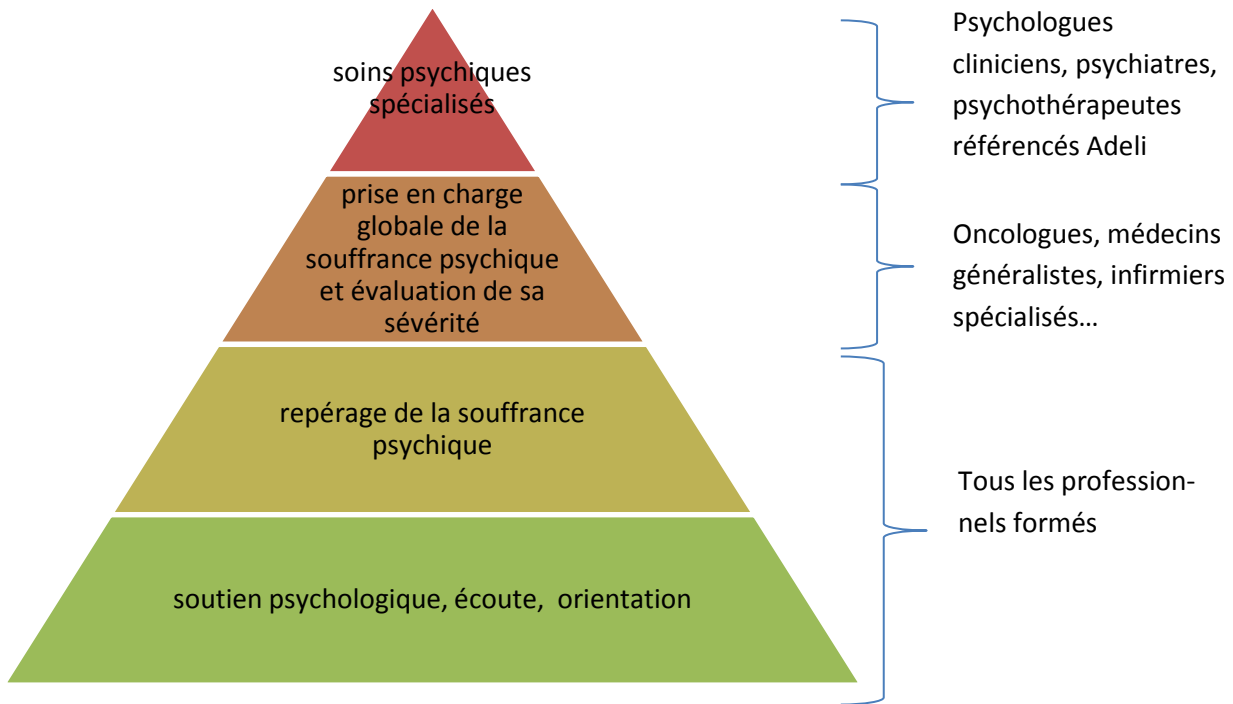 soins psychiques
spécialisés
Psychologues
cliniciens, psychiatres,
psychothérapeutes
référencés Adeli
prise en charge
globale de la
souffrance psychique
et évaluation de sa
sévérité
Oncologues, médecins
généralistes, infirmiers
spécialisés...
repérage de la souffrance
psychique
soutien psychologique, écoute, orientation
Tous les profession-
nels formés